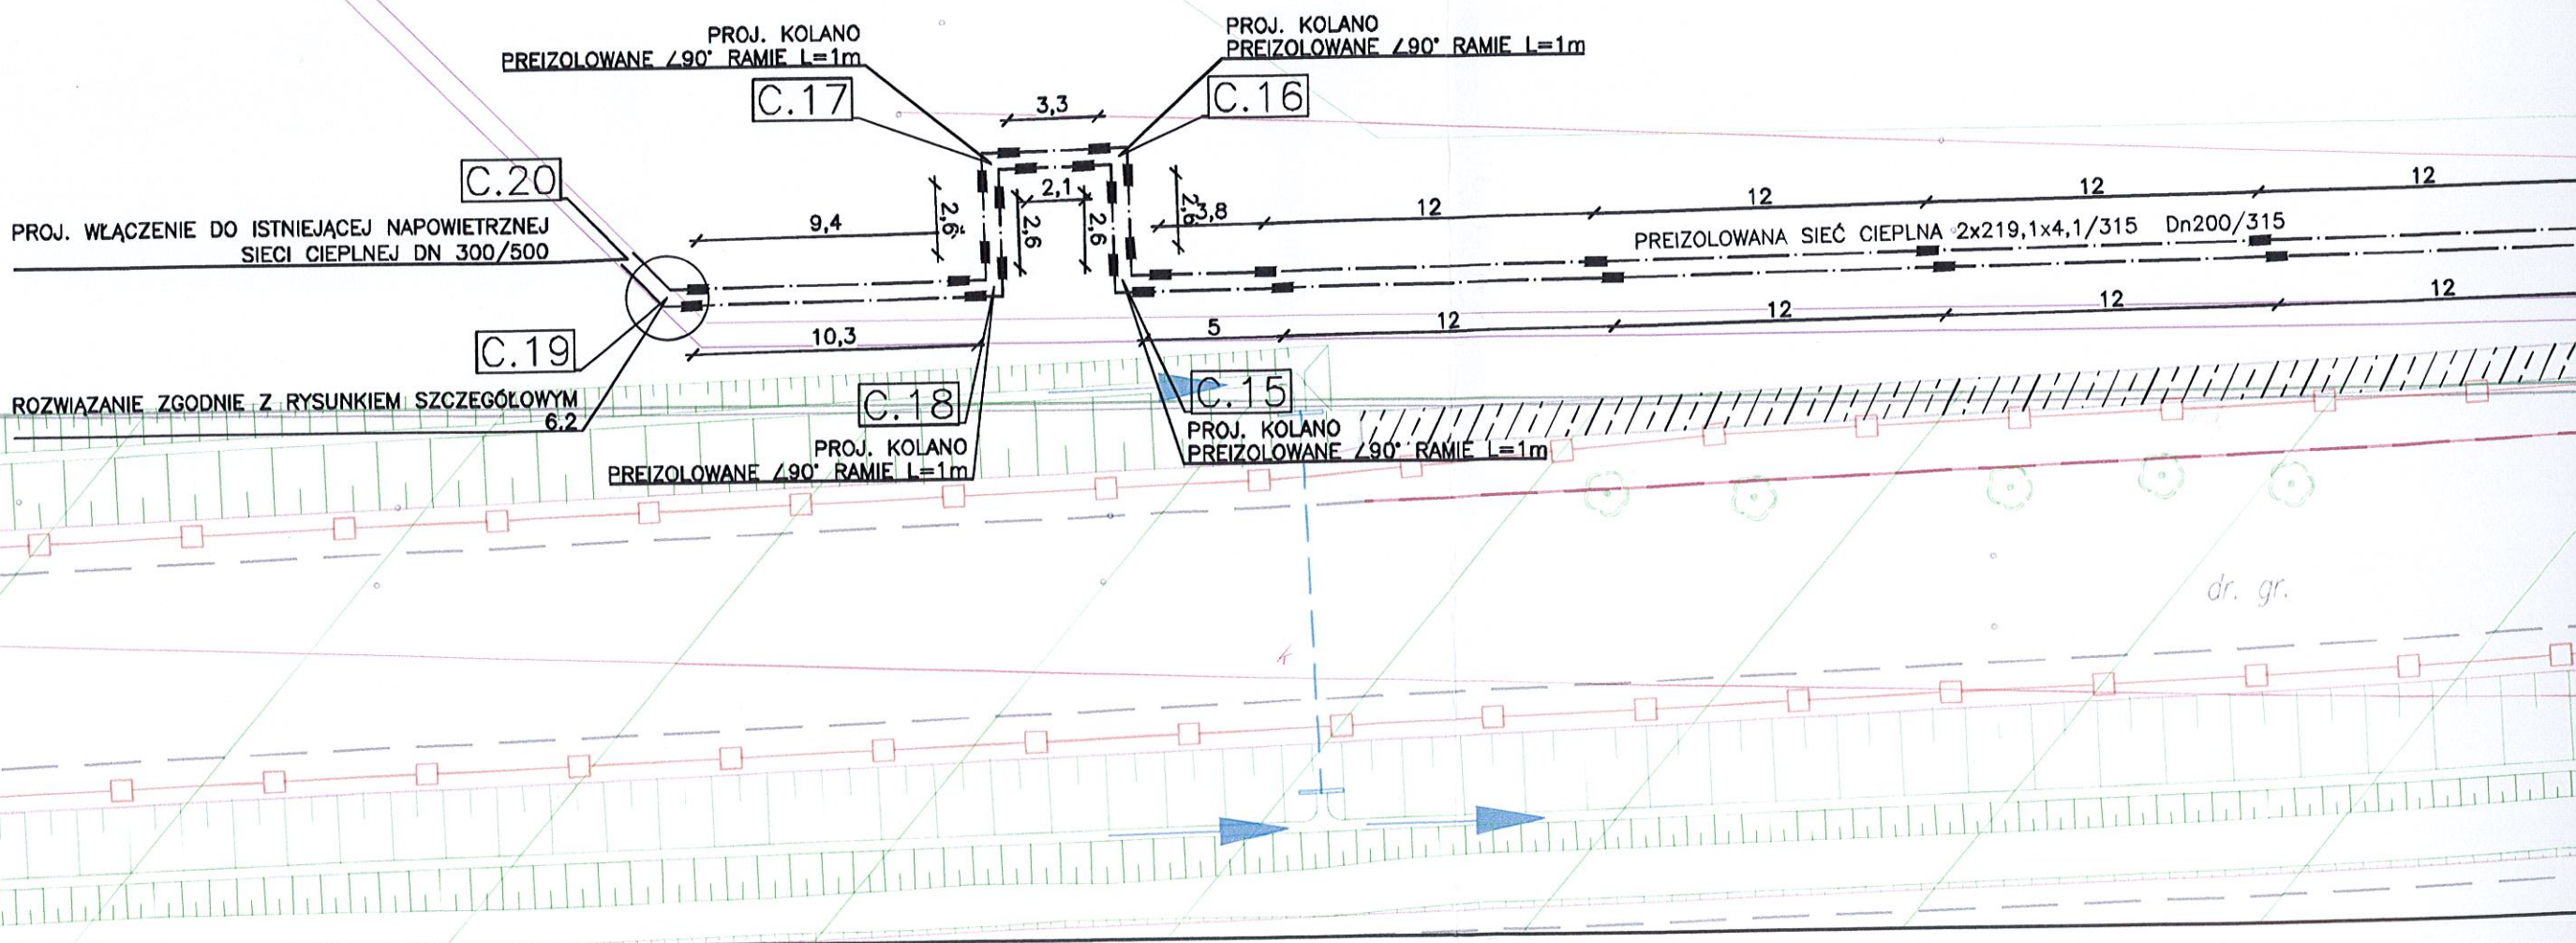 PROJ. KOLANO
PREIZOLOWANE ∠90° RAMIE L=1m
C.17
PROJ. KOLANO
PREIZOLOWANE ∠90° RAMIE L=1m
C.16
3,3
C.20
PROJ. WŁĄCZENIE DO ISTNIEJĄCEJ NAPOWIETRZNEJ
SIECI CIEPLNEJ DN 300/500
9,4
2,6
2,6
2,1
2,6
2,6
3,8
12
12
12
12
PREIZOLOWANA SIEĆ CIEPLNA 2x219,1x4,1/315 Dn200/315
10,3
5
12
12
12
12
C.19
ROZWIĄZANIE ZGODNIE Z RYSUNKIEM SZCZEGÓŁOWYM
6.2
C.18
PROJ. KOLANO
PREIZOLOWANE ∠90° RAMIE L=1m
C.15
PROJ. KOLANO
PREIZOLOWANE ∠90° RAMIE L=1m
dr. gr.
k